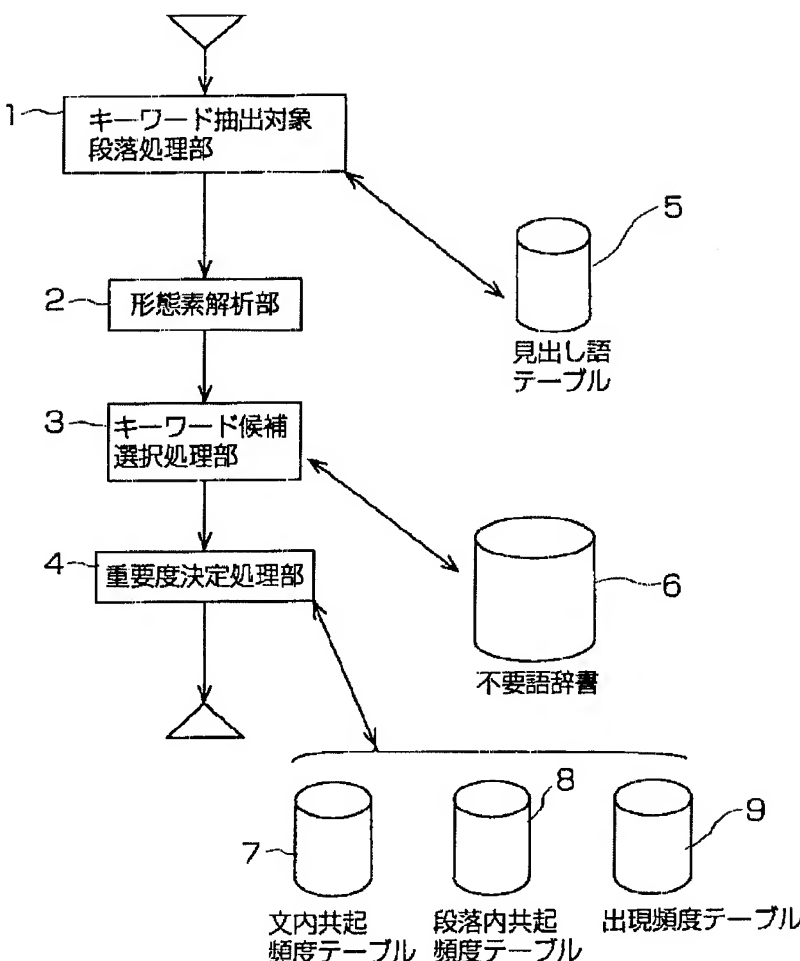 1
キーワード抽出対象
段落処理部
5
2
形態素解析部
見出し語
テーブル
3
キーワード候補
選択処理部
4
重要度決定処理部
6
不要語辞書
7
8
9
文内共起
頻度テーブル
段落内共起
頻度テーブル
出現頻度テーブル